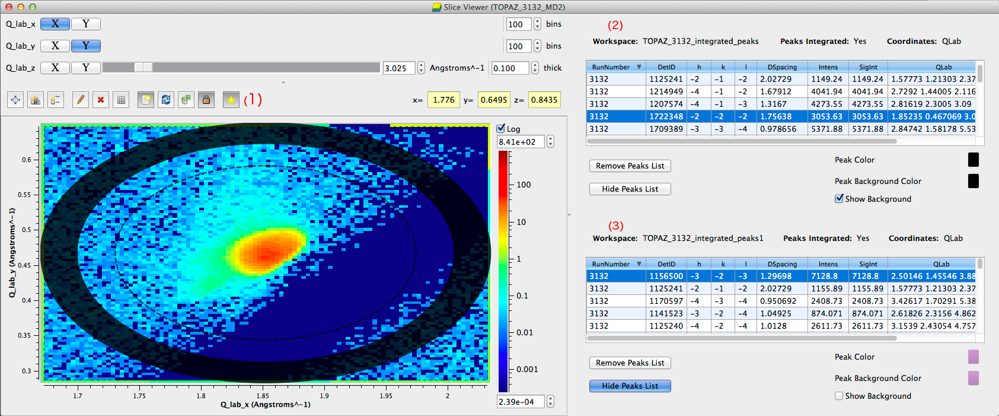 Slice Viewer (TOPAZ_3132_MD2)
Q_lab_x X Y 100 bins
Q_lab_y X Y 100 bins
Q_lab_z X Y 3.025 Angstroms^-1 0.100 thick
(1) x= 1.776 y= 0.6495 z= 0.8435
Log
8.41e+02
100
10
1
0.1
0.01
0.001
2.39e-04
Q_lab_y (Angstroms^-1)
0.6
0.55
0.5
0.45
0.4
0.35
0.3
1.7 1.75 1.8 1.85 1.9 1.95 2
Q_lab_x (Angstroms^-1)
(2)
Workspace: TOPAZ_3132_integrated_peaks Peaks Integrated: Yes Coordinates: QLab
RunNumber DetID h k l DSpacing Intens SigInt QLab
3132 1125241 -2 -1 -2 2.02729 1149.24 1149.24 1.57773 1.21303 2.37
3132 1214949 -4 -1 -2 1.67912 4041.94 4041.94 2.7292 1.44005 2.116
3132 1207574 -4 -1 -3 1.3167 4273.55 4273.55 2.81619 2.3005 3.09
3132 1722348 -2 -2 -2 1.75638 3053.63 3053.63 1.85235 0.467069 3.0
3132 1709389 -3 -3 -4 0.978656 5371.88 5371.88 2.84742 1.58178 5.53
Remove Peaks List
Hide Peaks List
Peak Color
Peak Background Color
Show Background
(3)
Workspace: TOPAZ_3132_integrated_peaks1 Peaks Integrated: Yes Coordinates: QLab
RunNumber DetID h k l DSpacing Intens SigInt QLab
3132 1156500 -3 -2 -3 1.29698 7128.8 7128.8 2.50146 1.45546 3.88
3132 1125241 -2 -1 -2 2.02729 1155.89 1155.89 1.57773 1.21303 2.37
3132 1170597 -4 -3 -4 0.950692 2408.73 2408.73 3.42617 1.70291 5.38
3132 1141523 -3 -2 -4 1.04925 874.071 874.071 2.61826 2.3156 4.862
3132 1125240 -4 -2 -4 1.0128 2611.73 2611.73 3.1539 2.43054 4.757
Remove Peaks List
Hide Peaks List
Peak Color
Peak Background Color
Show Background